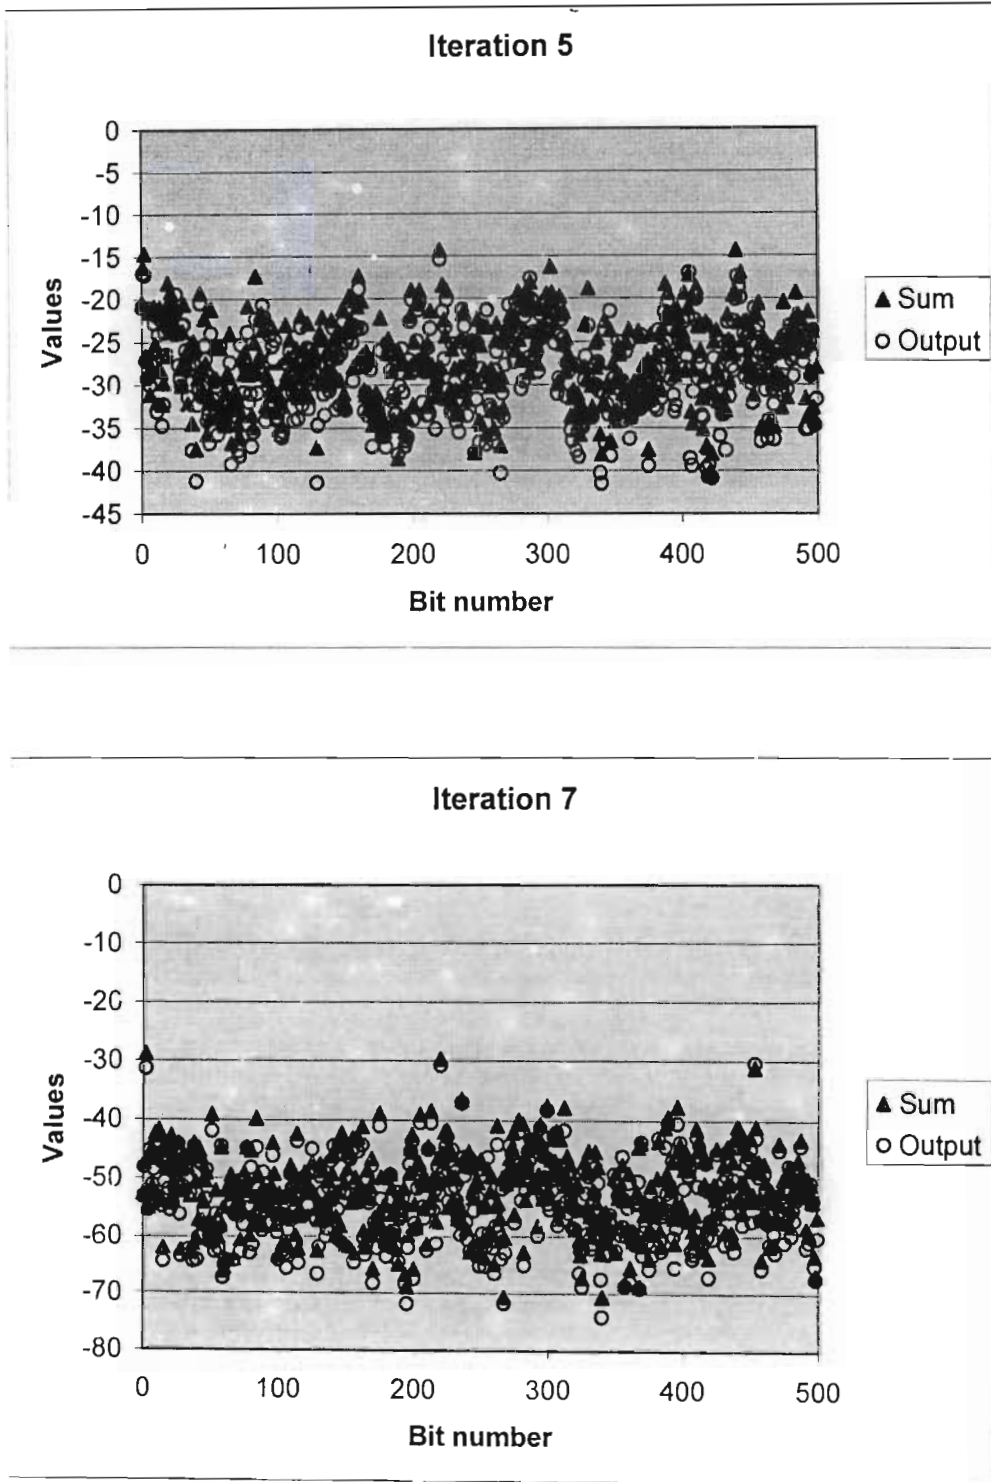 Iteration 5
0
-5
-10
-15
-20
-25
-30
-35
-40
-45
Values
0 100 200 300 400 500
Bit number
▲ Sum
○ Output
Iteration 7
0
-10
-20
-30
-40
-50
-60
-70
-80
Values
0 100 200 300 400 500
Bit number
▲ Sum
○ Output